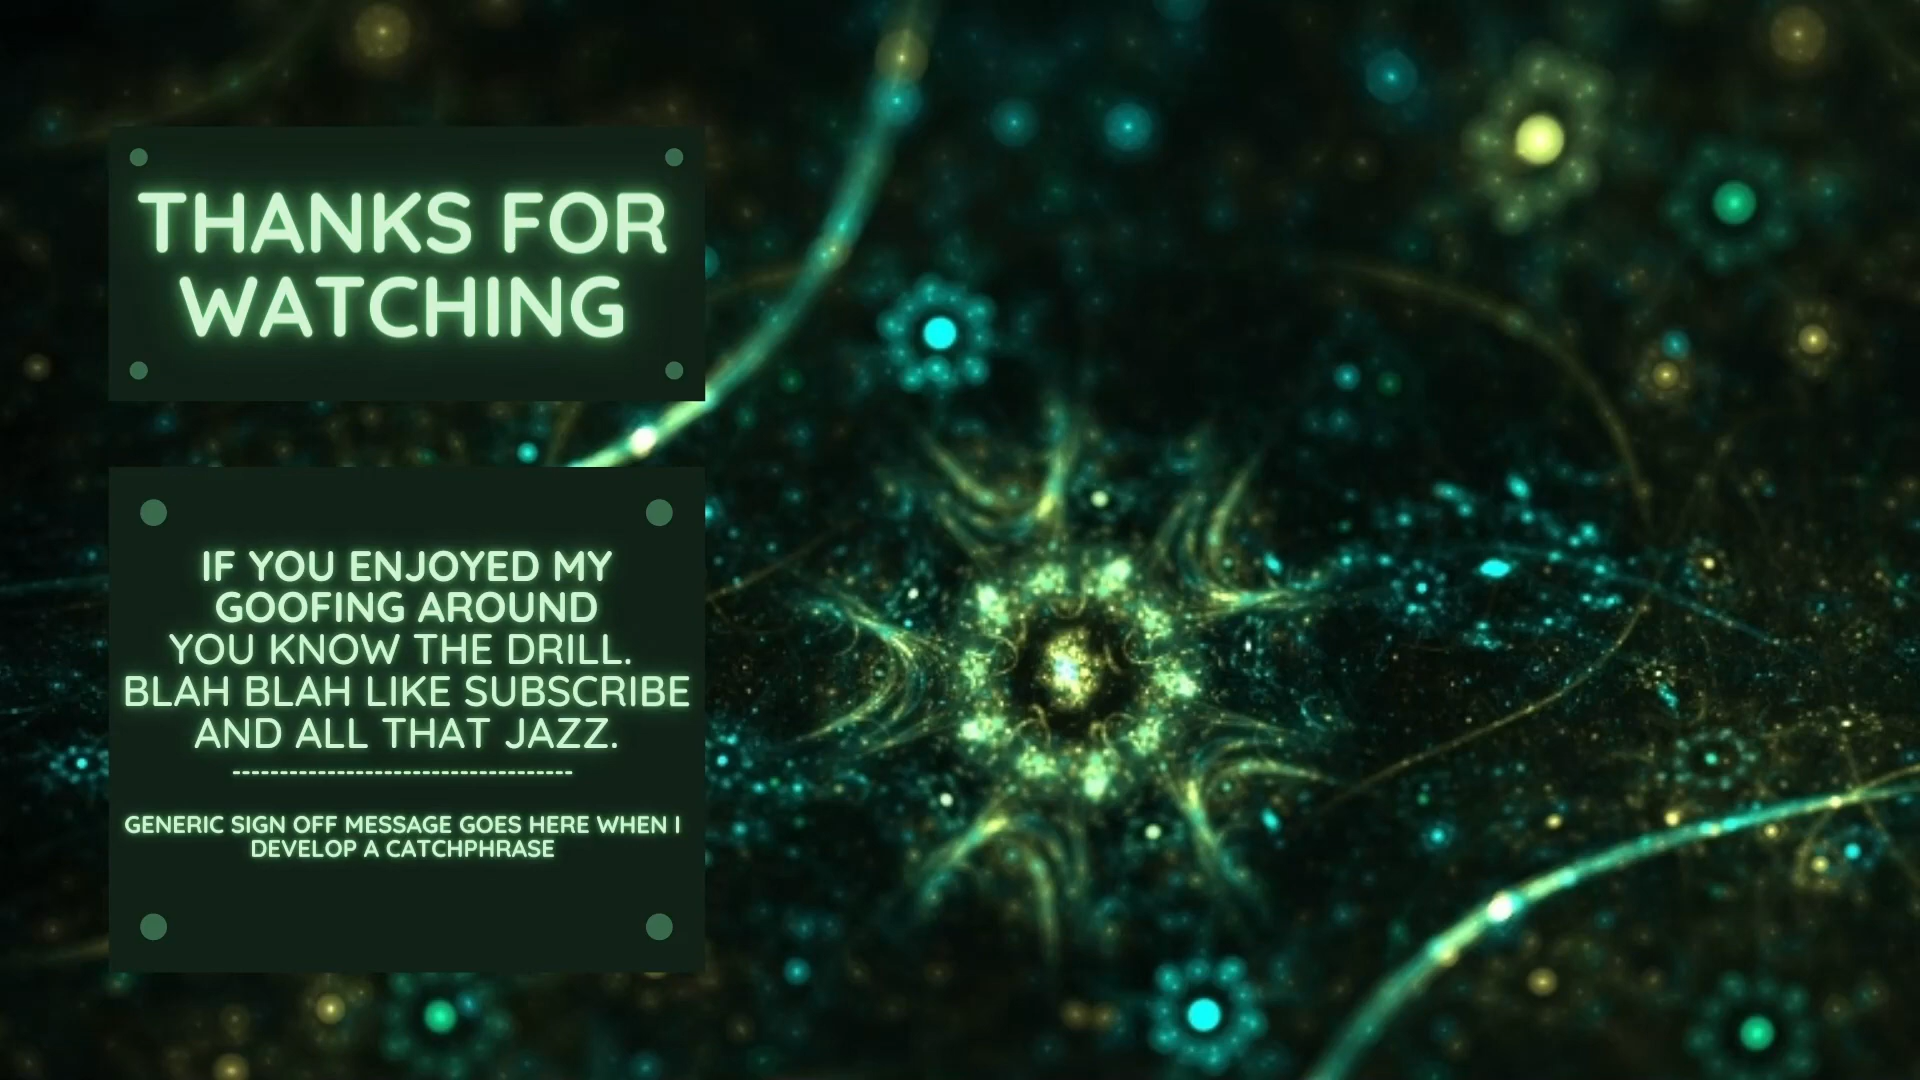 THANKS FOR
WATCHING
IF YOU ENJOYED MY
GOOFING AROUND
YOU KNOW THE DRILL.
BLAH BLAH LIKE SUBSCRIBE
AND ALL THAT JAZZ.
------------------------------------
GENERIC SIGN OFF MESSAGE GOES HERE WHEN I
DEVELOP A CATCHPHRASE